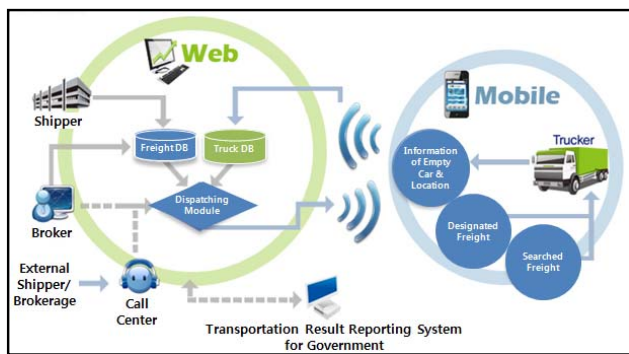 Web
Mobile
Shipper
Freight DB
Truck DB
Trucker
Information
of Empty
Car &
Location
Dispatching
Module
Broker
Designated
Freight
Searched
Freight
External
Shipper/
Brokerage
Call
Center
Transportation Result Reporting System
for Government